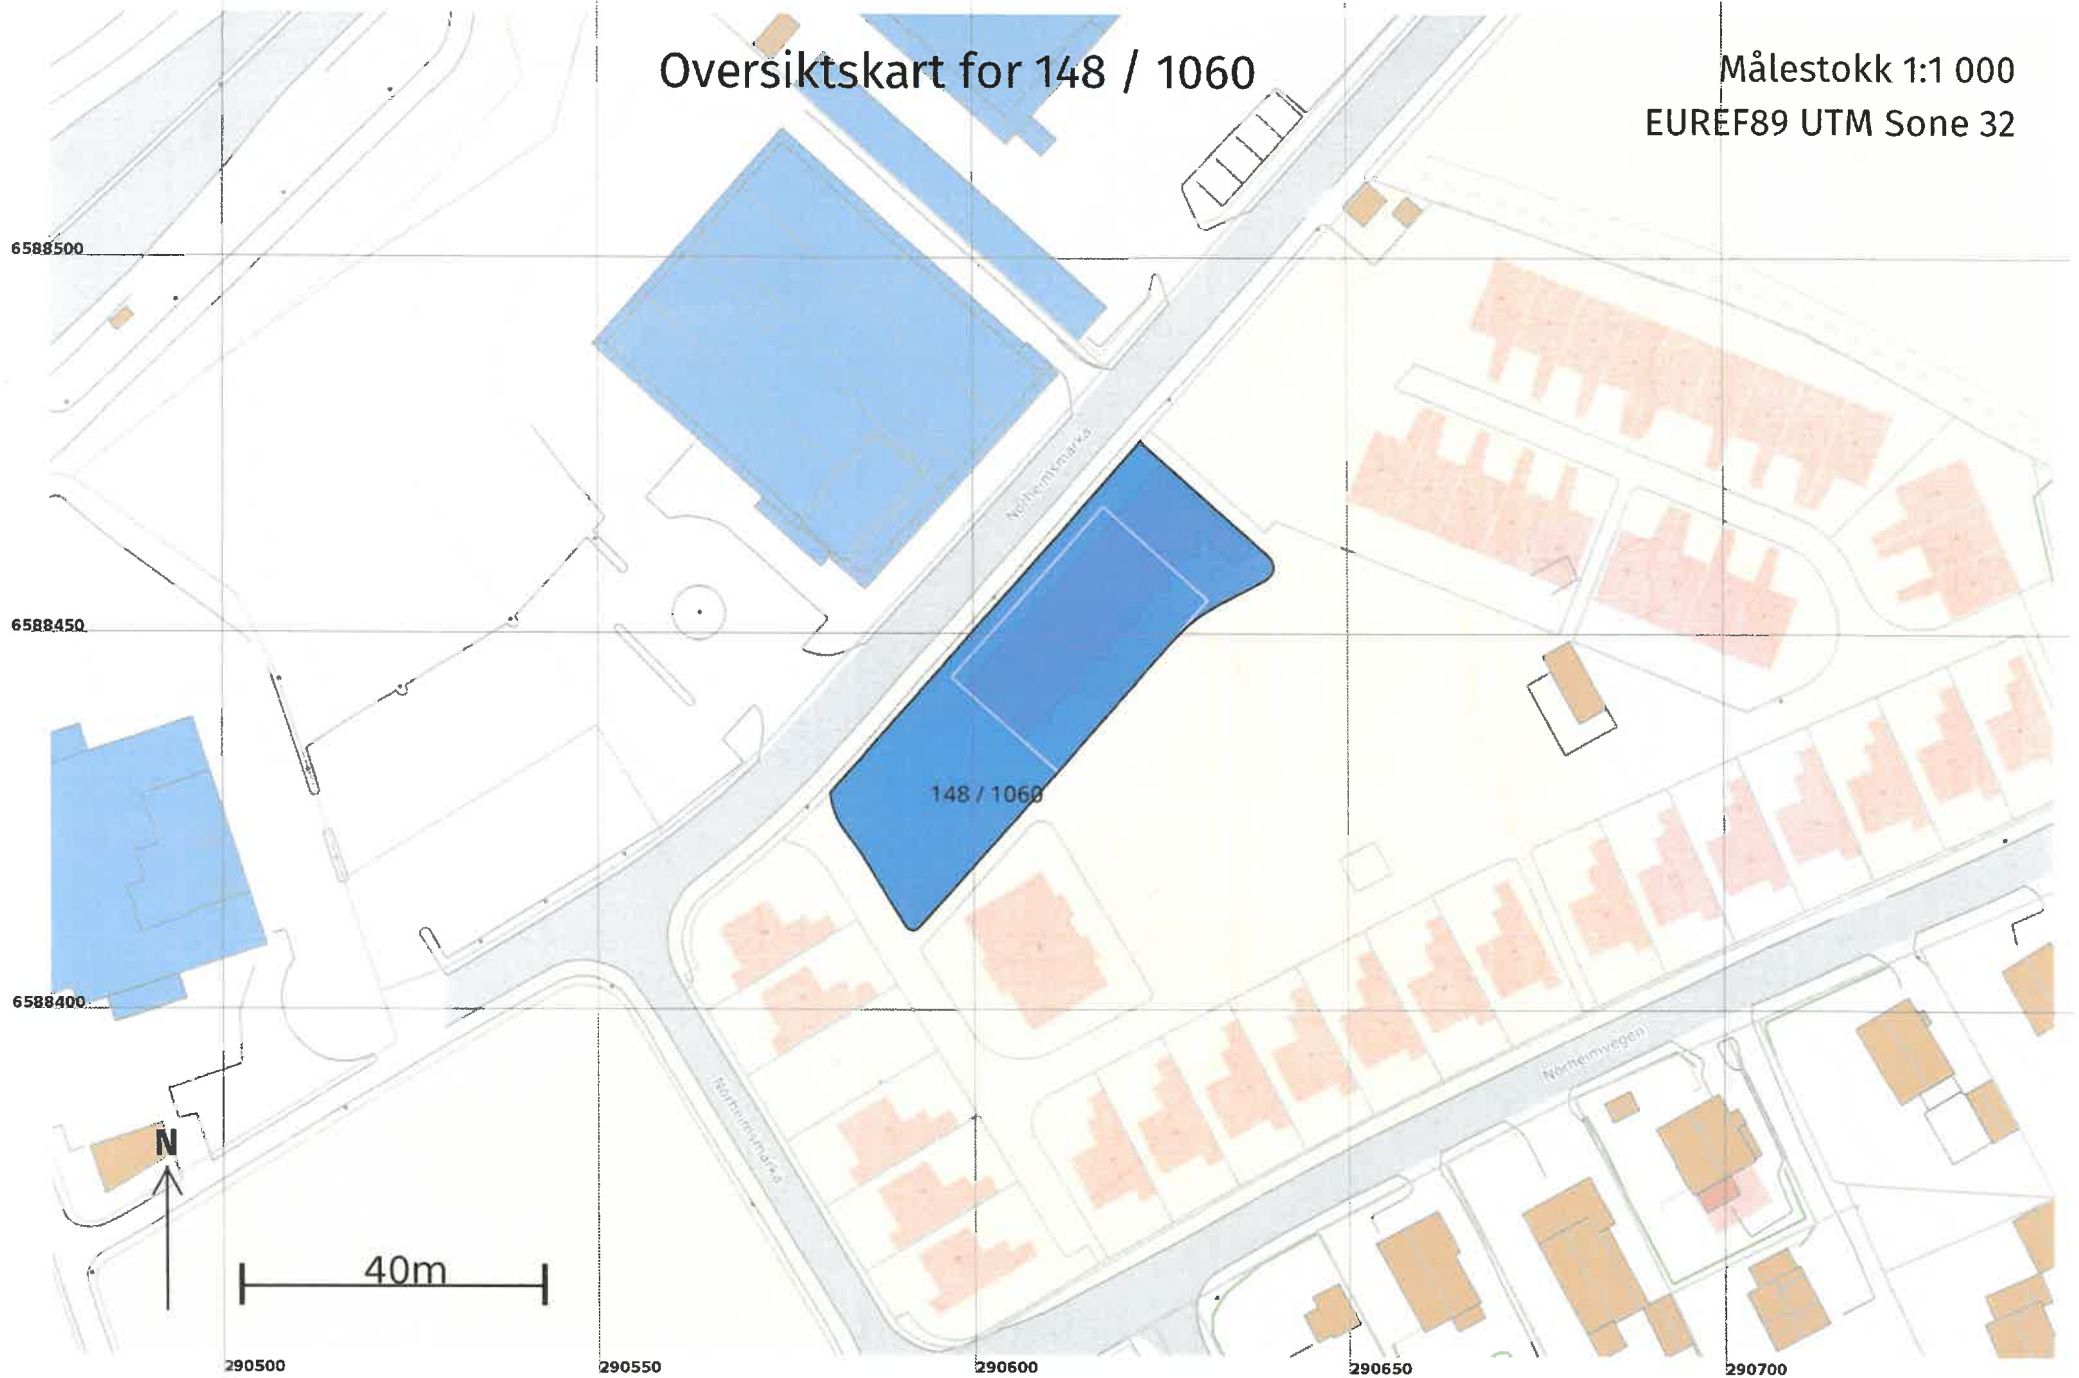 Oversiktskart for 148 / 1060
Målestokk 1:1 000
EUREF89 UTM Sone 32
6588500
Norheimsmarka
6588450
148 / 1060
6588400
Norheimvegen
Norheimsmarka
N
40m
290500
290550
290600
290650
290700